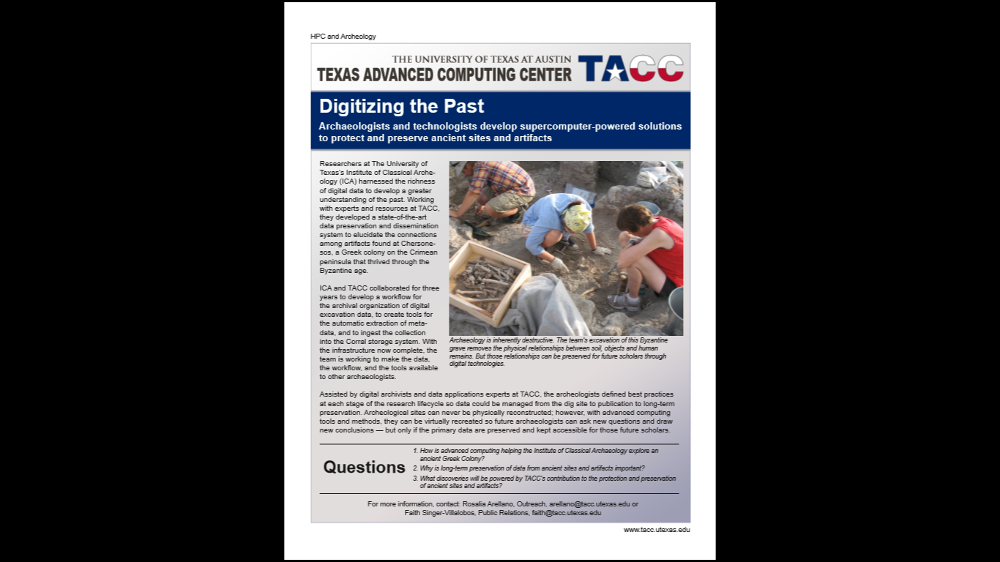 HPC and Archeology
THE UNIVERSITY OF TEXAS AT AUSTIN
TEXAS ADVANCED COMPUTING CENTER
TACC
Digitizing the Past
Archaeologists and technologists develop supercomputer-powered solutions
to protect and preserve ancient sites and artifacts
Researchers at The University of
Texas's Institute of Classical Arche-
ology (ICA) harnessed the richness
of digital data to develop a greater
understanding of the past. Working
with experts and resources at TACC,
they developed a state-of-the-art
data preservation and dissemination
system to elucidate the connections
among artifacts found at Chersone-
sos, a Greek colony on the Crimean
peninsula that thrived through the
Byzantine age.
ICA and TACC collaborated for three
years to develop a workflow for
the archival organization of digital
excavation data, to create tools for
the automatic extraction of meta-
data, and to ingest the collection
into the Corral storage system. With
the infrastructure now complete, the
team is working to make the data,
the workflow, and the tools available
to other archaeologists.
Archaeology is inherently destructive. The team's excavation of this Byzantine
grave removes the physical relationships between soil, objects and human
remains. But those relationships can be preserved for future scholars through
digital technologies.
Assisted by digital archivists and data applications experts at TACC, the archeologists defined best practices
at each stage of the research lifecycle so data could be managed from the dig site to publication to long-term
preservation. Archeological sites can never be physically reconstructed; however, with advanced computing
tools and methods, they can be virtually recreated so future archaeologists can ask new questions and draw
new conclusions — but only if the primary data are preserved and kept accessible for those future scholars.
Questions
1. How is advanced computing helping the Institute of Classical Archaeology explore an
ancient Greek Colony?
2. Why is long-term preservation of data from ancient sites and artifacts important?
3. What discoveries will be powered by TACC's contribution to the protection and preservation
of ancient sites and artifacts?
For more information, contact: Rosalia Arellano, Outreach, arellano@tacc.utexas.edu or
Faith Singer-Villalobos, Public Relations, faith@tacc.utexas.edu
www.tacc.utexas.edu